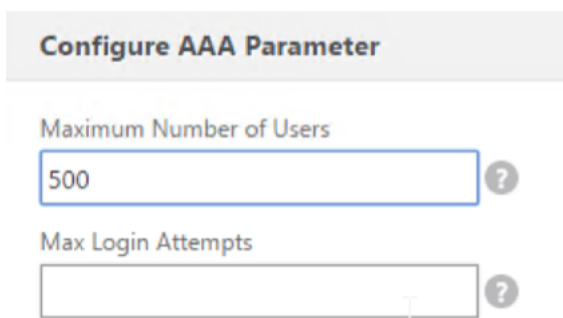 Configure AAA Parameter
Maximum Number of Users
500
?
Max Login Attempts
?